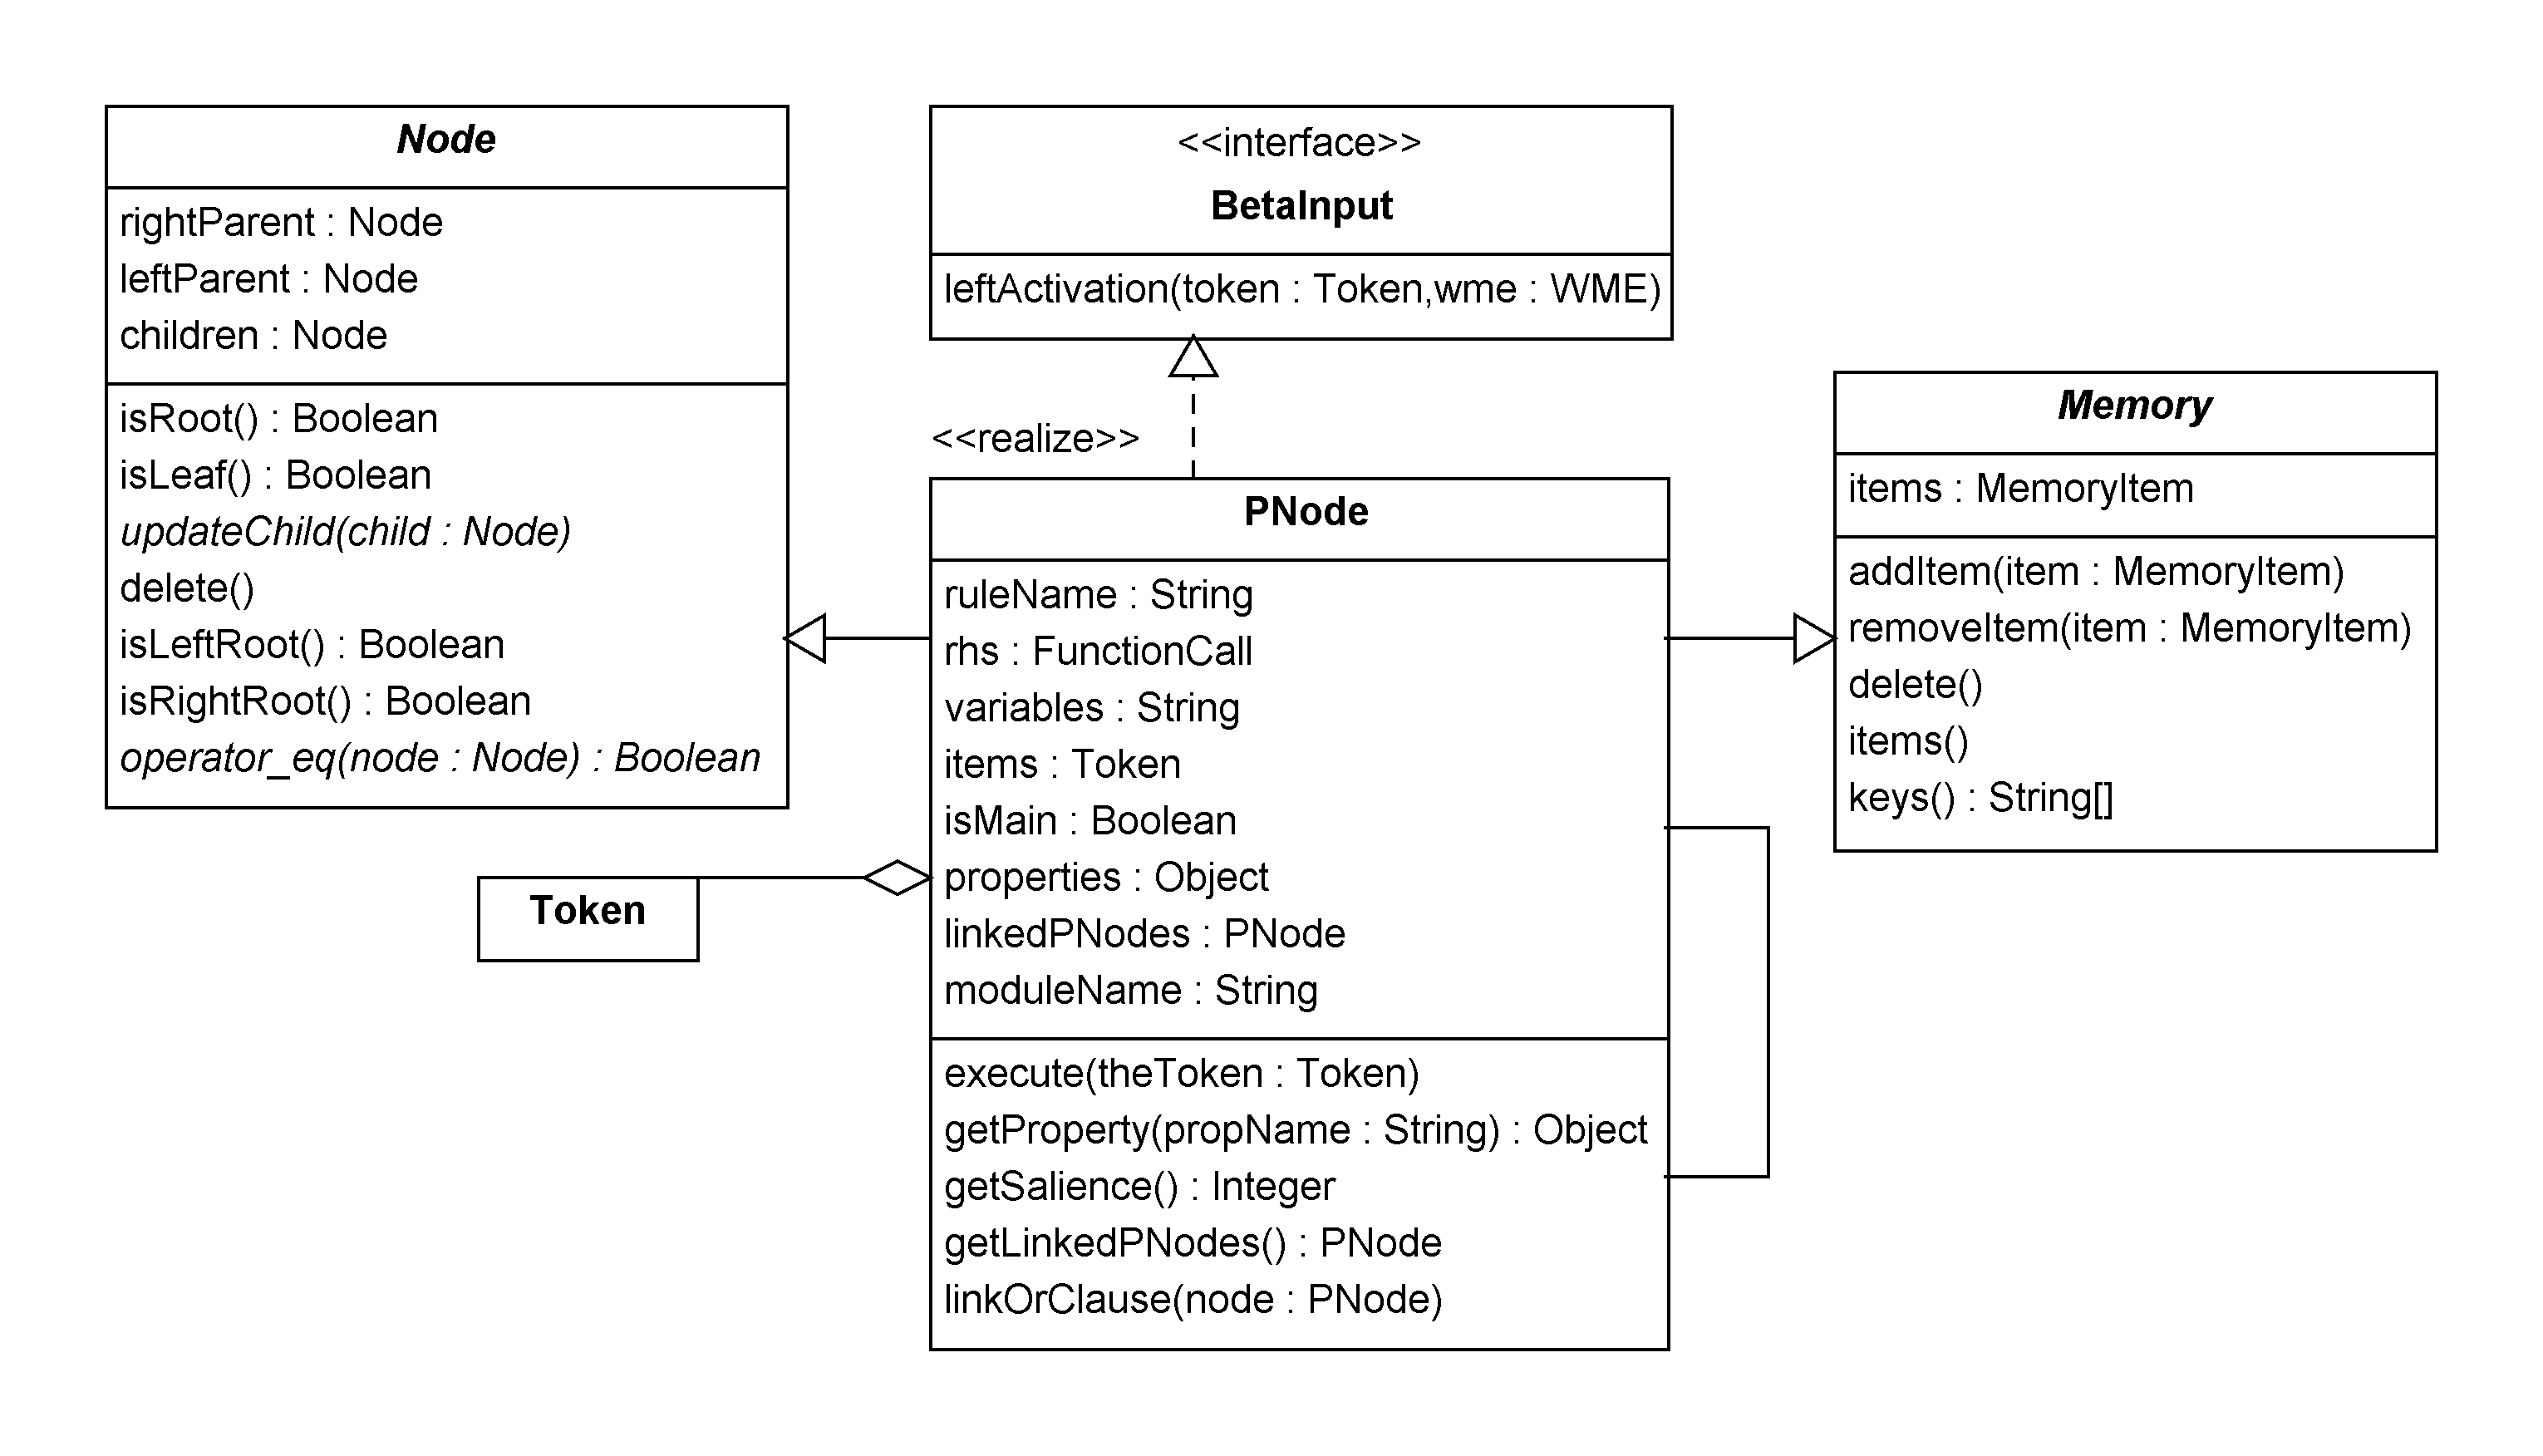 Node
rightParent : Node
leftParent : Node
children : Node
isRoot() : Boolean
isLeaf() : Boolean
updateChild(child : Node)
delete()
isLeftRoot() : Boolean
isRightRoot() : Boolean
operator_eq(node : Node) : Boolean
<<interface>>
BetaInput
leftActivation(token : Token,wme : WME)
<<realize>>
PNode
ruleName : String
rhs : FunctionCall
variables : String
items : Token
isMain : Boolean
properties : Object
linkedPNodes : PNode
moduleName : String
execute(theToken : Token)
getProperty(propName : String) : Object
getSalience() : Integer
getLinkedPNodes() : PNode
linkOrClause(node : PNode)
Memory
items : MemoryItem
addItem(item : MemoryItem)
removeItem(item : MemoryItem)
delete()
items()
keys() : String[]
Token